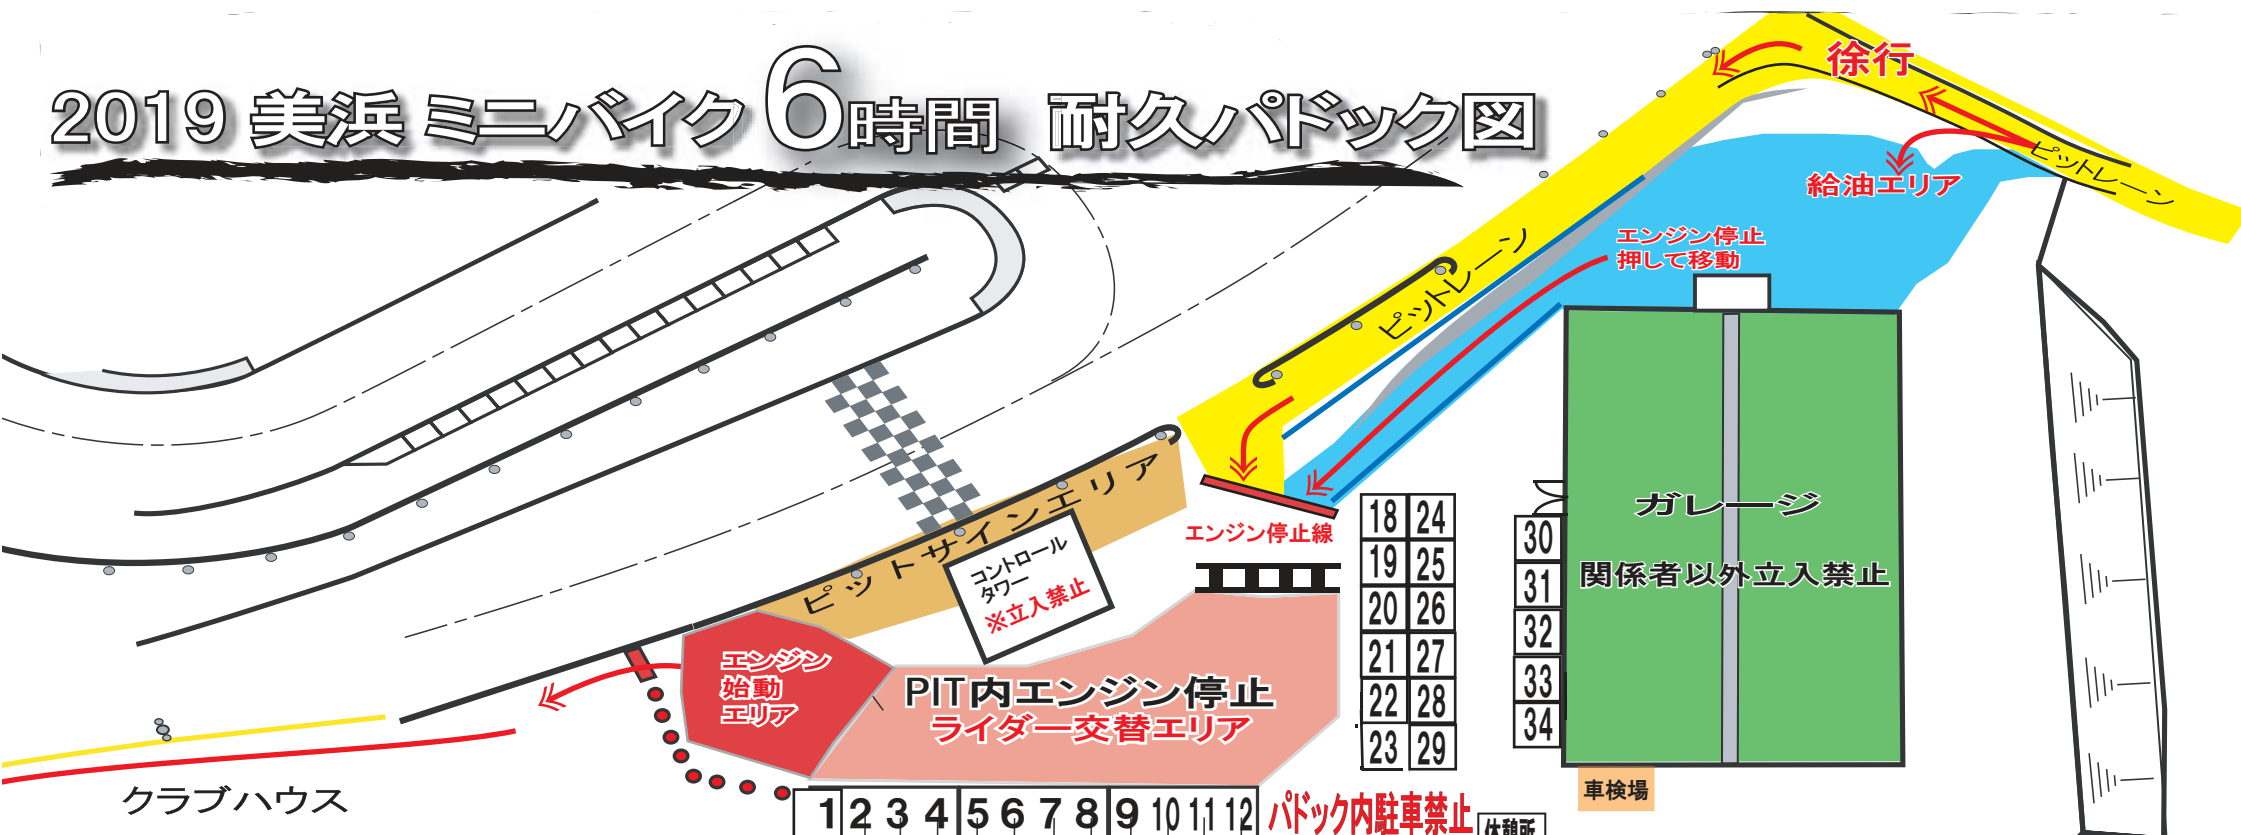 2019 美浜 ミニバイク 6時間 耐久パドック図
徐行
ピットレーン
給油エリア
エンジン停止
押して移動
ピットレーン
ピットサインエリア
コントロール
タワー
※立入禁止
エンジン停止線
18 24
19 25
20 26
21 27
22 28
23 29
30
31
32
33
34
ガレージ
関係者以外立入禁止
エンジン
始動
エリア
PIT内エンジン停止
ライダー交替エリア
車検場
クラブハウス
1 2 3 4 5 6 7 8 9 10 11 12
パドック内駐車禁止
休憩所